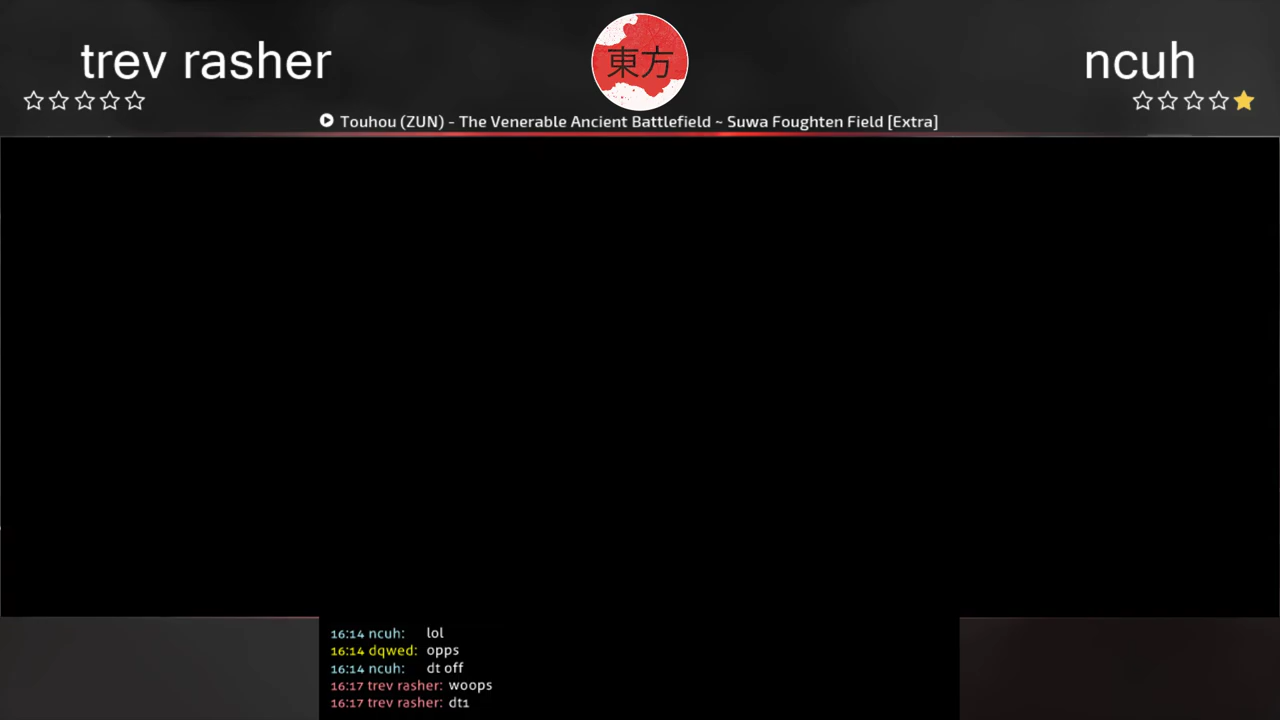 trev rasher
東方
ncuh
Touhou (ZUN) - The Venerable Ancient Battlefield ~ Suwa Foughten Field [Extra]
16:14 ncuh: lol
16:14 dqwed: opps
16:14 ncuh: dt off
16:17 trev rasher: woops
16:17 trev rasher: dt1